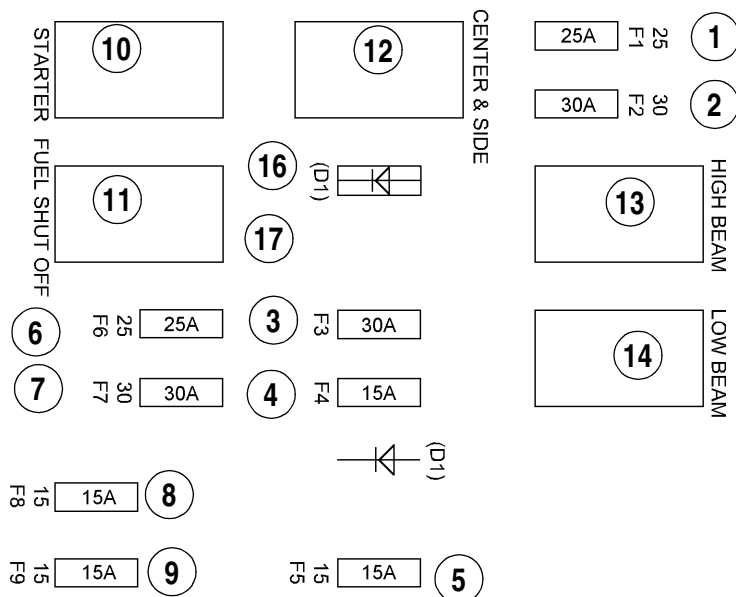 STARTER
10
12
CENTER & SIDE
25A
F1
25
1
30A
F2
30
2
FUEL SHUT OFF
11
16
(D1)
17
13
HIGH BEAM
6
F6
25
25A
3
F3
30A
14
LOW BEAM
7
F7
30
30A
4
F4
15A
(D1)
F8
15
15A
8
F9
15
15A
9
F5
15
15A
5